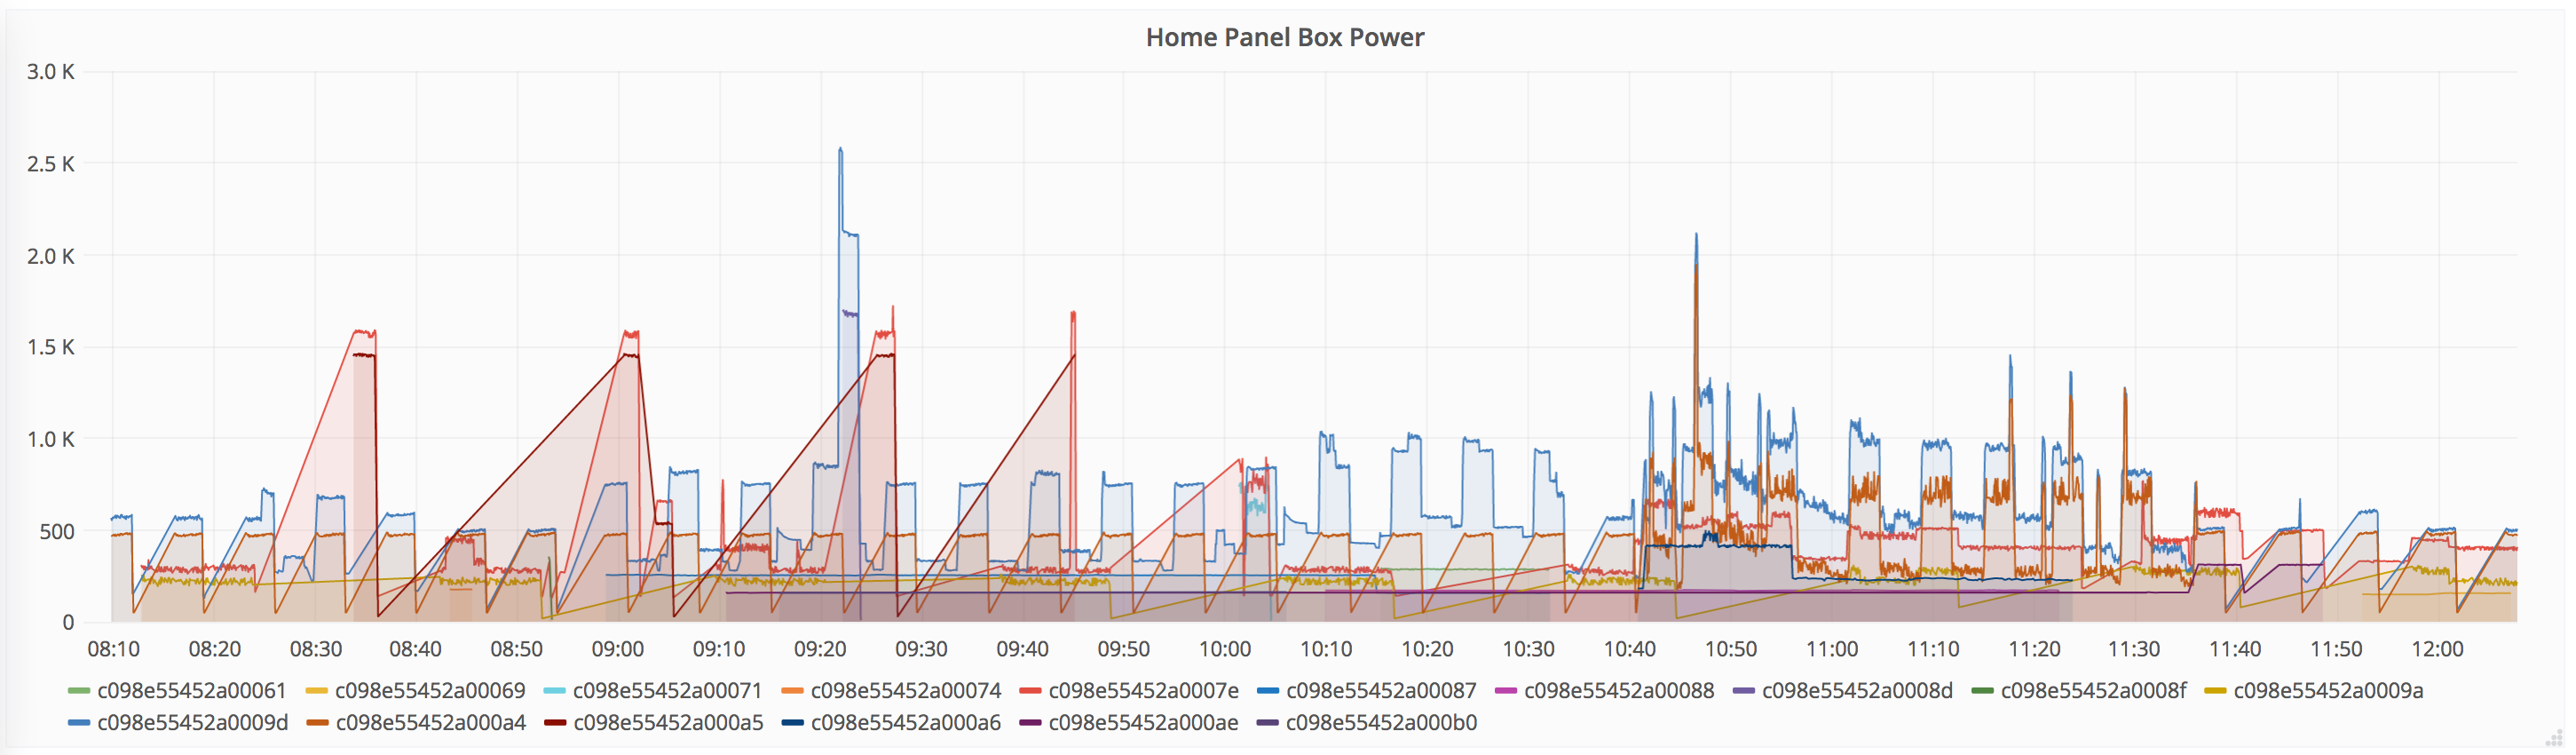 Home Panel Box Power
3.0 K
2.5 K
2.0 K
1.5 K
1.0 K
500
0
08:10 08:20 08:30 08:40 08:50 09:00 09:10 09:20 09:30 09:40 09:50 10:00 10:10 10:20 10:30 10:40 10:50 11:00 11:10 11:20 11:30 11:40 11:50 12:00
c098e55452a00061 c098e55452a00069 c098e55452a00071 c098e55452a00074 c098e55452a0007e c098e55452a00087 c098e55452a00088 c098e55452a0008d c098e55452a0008f c098e55452a0009a
c098e55452a0009d c098e55452a000a4 c098e55452a000a5 c098e55452a000a6 c098e55452a000ae c098e55452a000b0